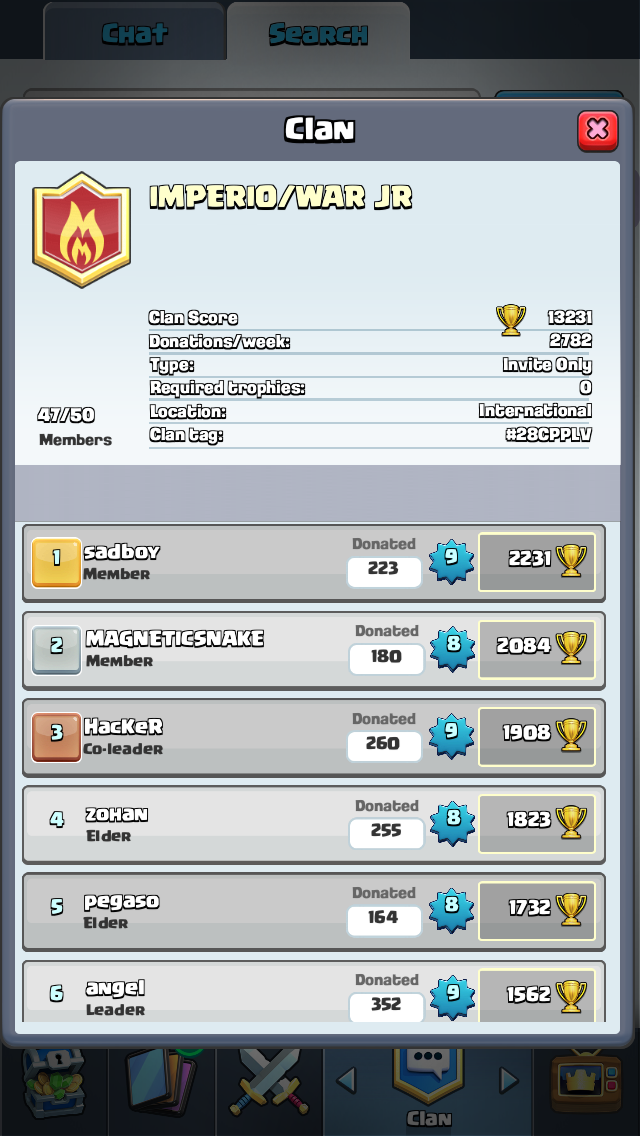 Chat
Search
Clan
IMPERIO/WAR JR
Clan Score 13231
Donations/week: 2782
Type: Invite Only
Required trophies: 0
47/50
Members
Location: International
Clan tag: #28CPPLV
1 sadboy Donated 9 2231
Member 223
2 MAGNETICSNAKE Donated 8 2084
Member 180
3 HacKeR Donated 9 1908
Co-leader 260
4 zoHan Donated 8 1823
Elder 255
5 pegaso Donated 8 1732
Elder 164
6 angel Donated 9 1562
Leader 352
Clan